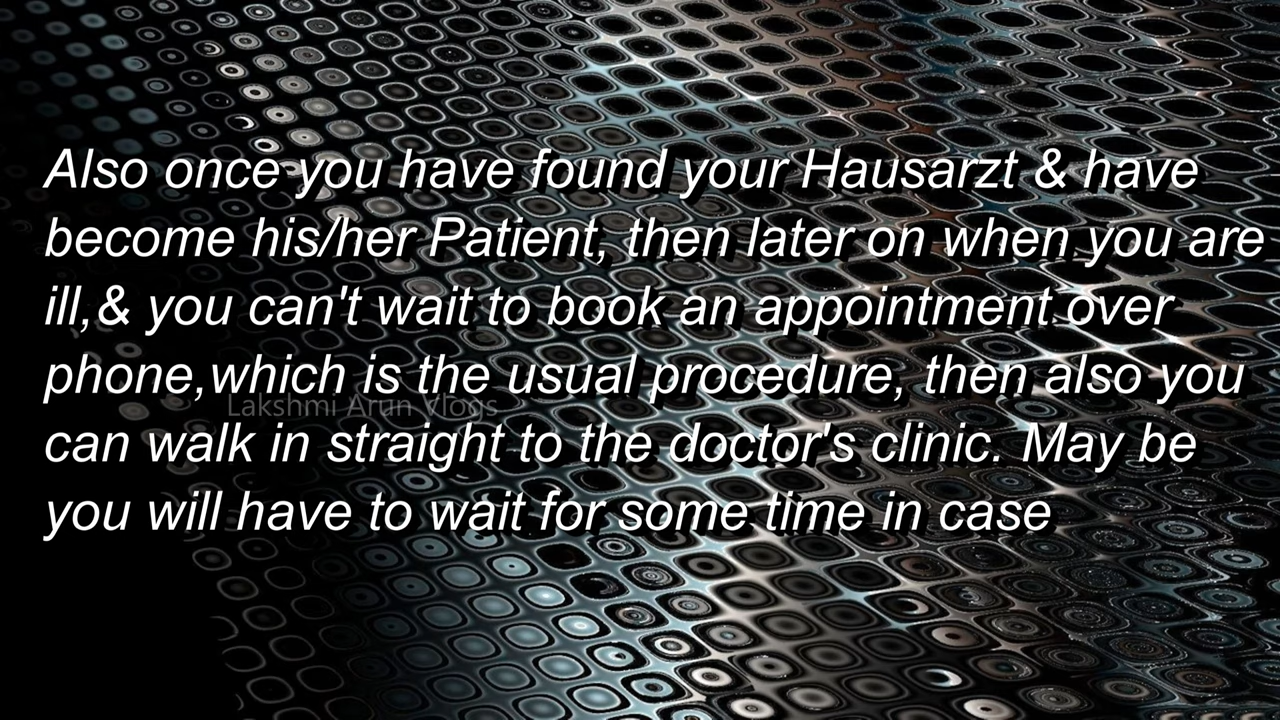 Also once you have found your Hausarzt & have
become his/her Patient, then later on when you are
ill,& you can't wait to book an appointment over
phone,which is the usual procedure, then also you
Lakshmi Arun Vlogs
can walk in straight to the doctor's clinic. May be
you will have to wait for some time in case